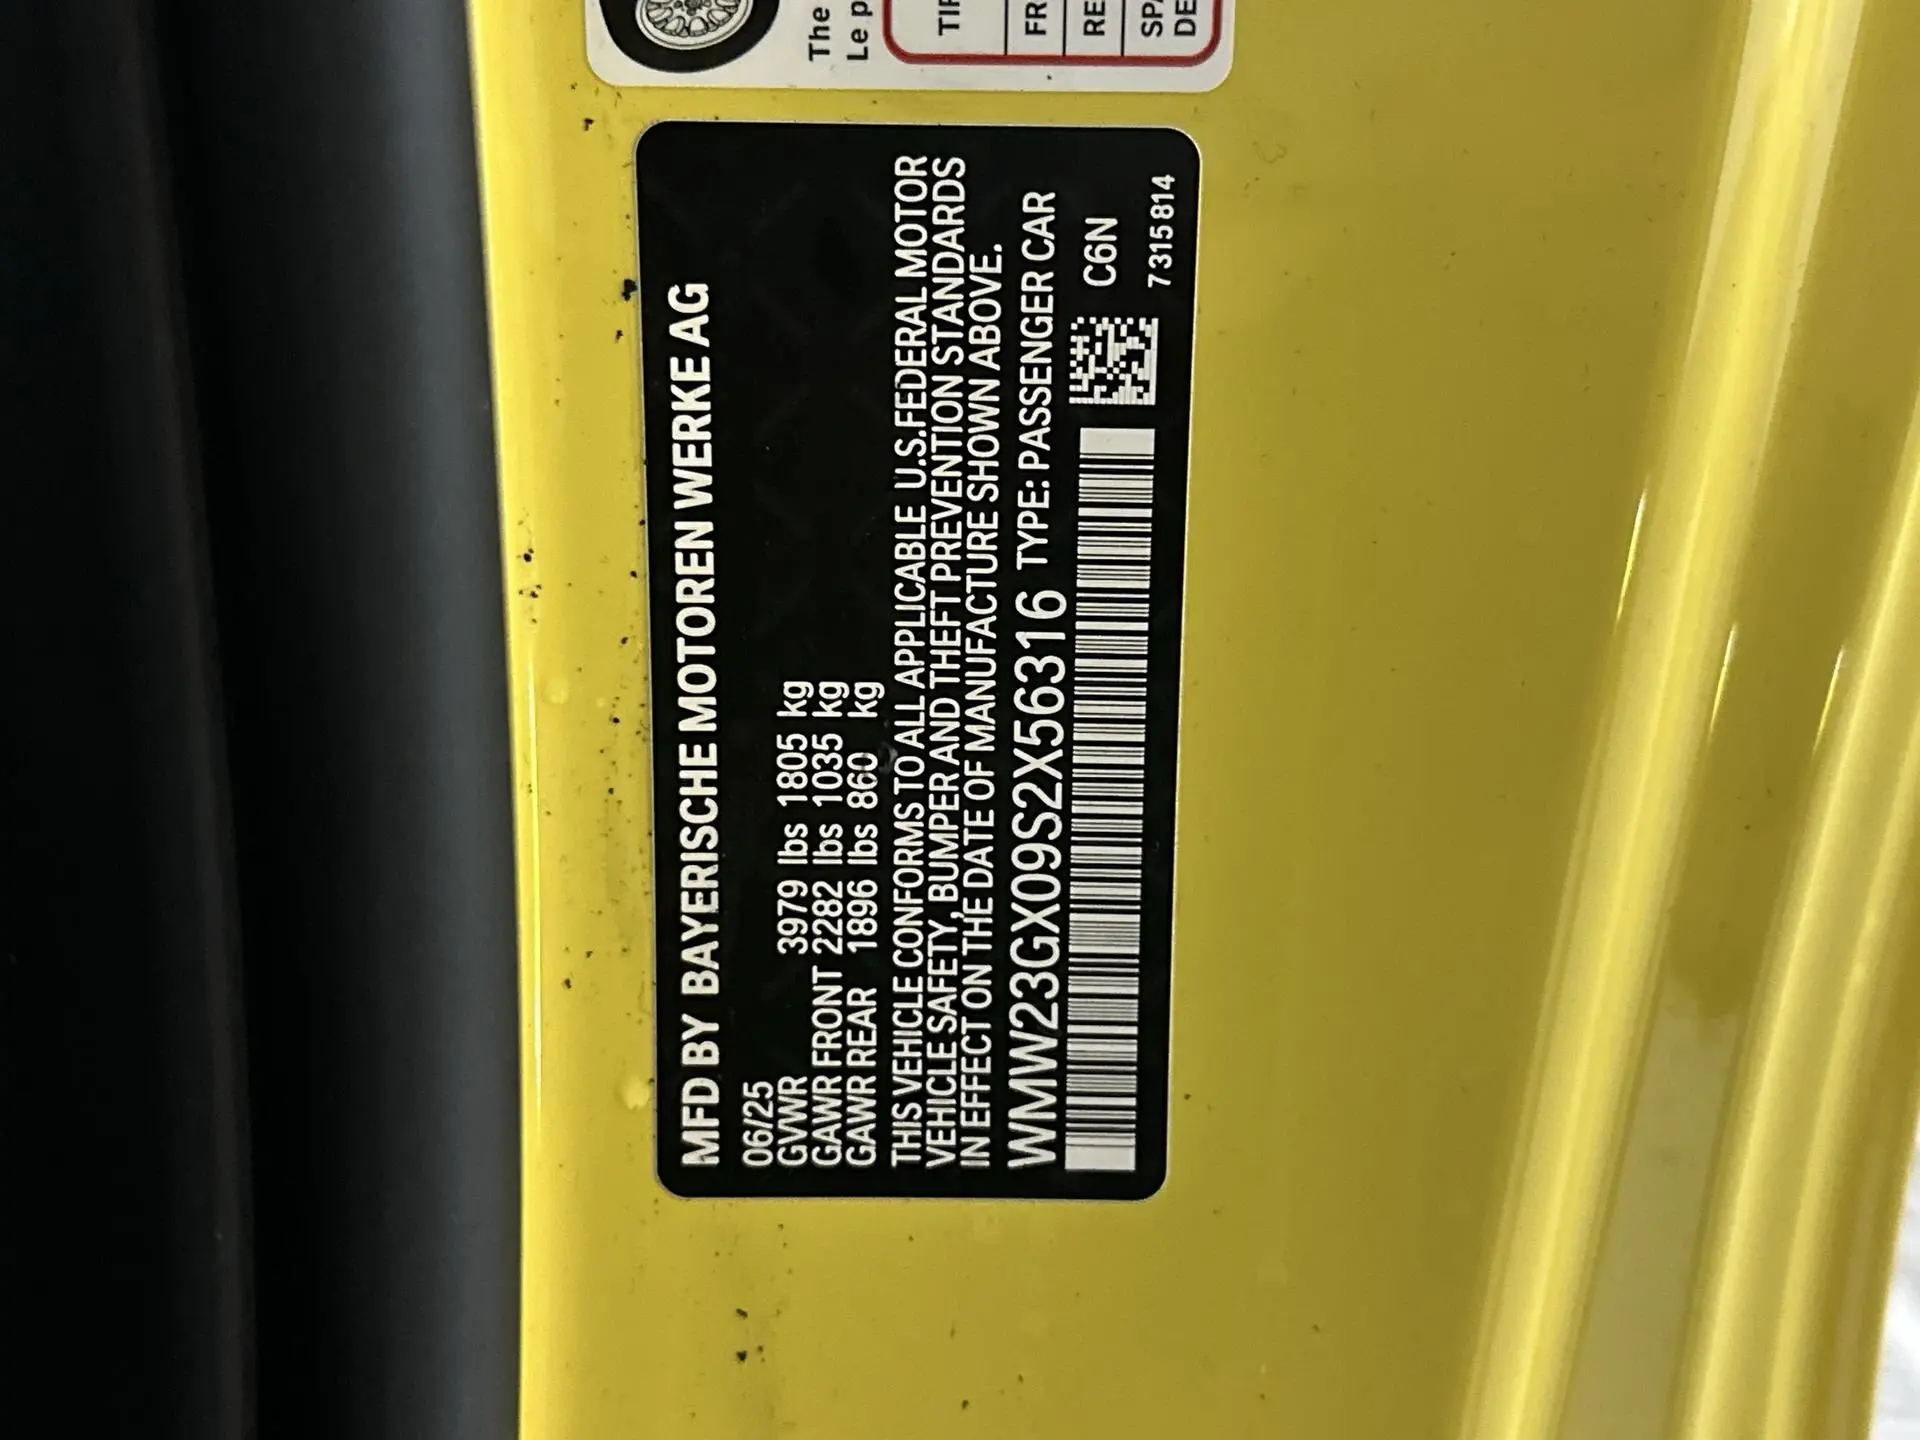 MFD BY BAYERISCHE MOTOREN WERKE AG
06/25
GVWR 3979 lbs 1805 kg
GAWR FRONT 2282 lbs 1035 kg
GAWR REAR 1896 lbs 860 kg
THIS VEHICLE CONFORMS TO ALL APPLICABLE U.S.FEDERAL MOTOR
VEHICLE SAFETY, BUMPER AND THEFT PREVENTION STANDARDS
IN EFFECT ON THE DATE OF MANUFACTURE SHOWN ABOVE.
WMW23GX09S2X56316 TYPE: PASSENGER CAR
C6N
7315814
The
Le p
TIR
FR
RE
SPA
DE